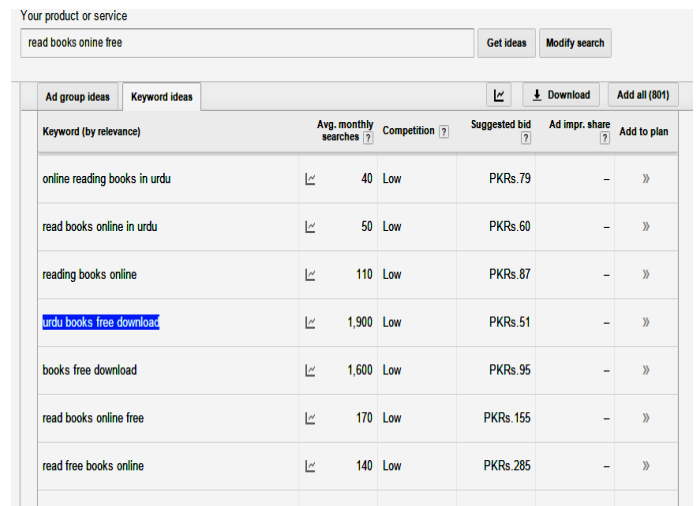 Your product or service
read books onine free
Get ideas
Modify search
Ad group ideas
Keyword ideas
Download
Add all (801)
Keyword (by relevance) Avg. monthly searches ? Competition ? Suggested bid ? Ad impr. share ? Add to plan
online reading books in urdu 40 Low PKRs.79 – »
read books online in urdu 50 Low PKRs.60 – »
reading books online 110 Low PKRs.87 – »
urdu books free download 1,900 Low PKRs.51 – »
books free download 1,600 Low PKRs.95 – »
read books online free 170 Low PKRs.155 – »
read free books online 140 Low PKRs.285 – »